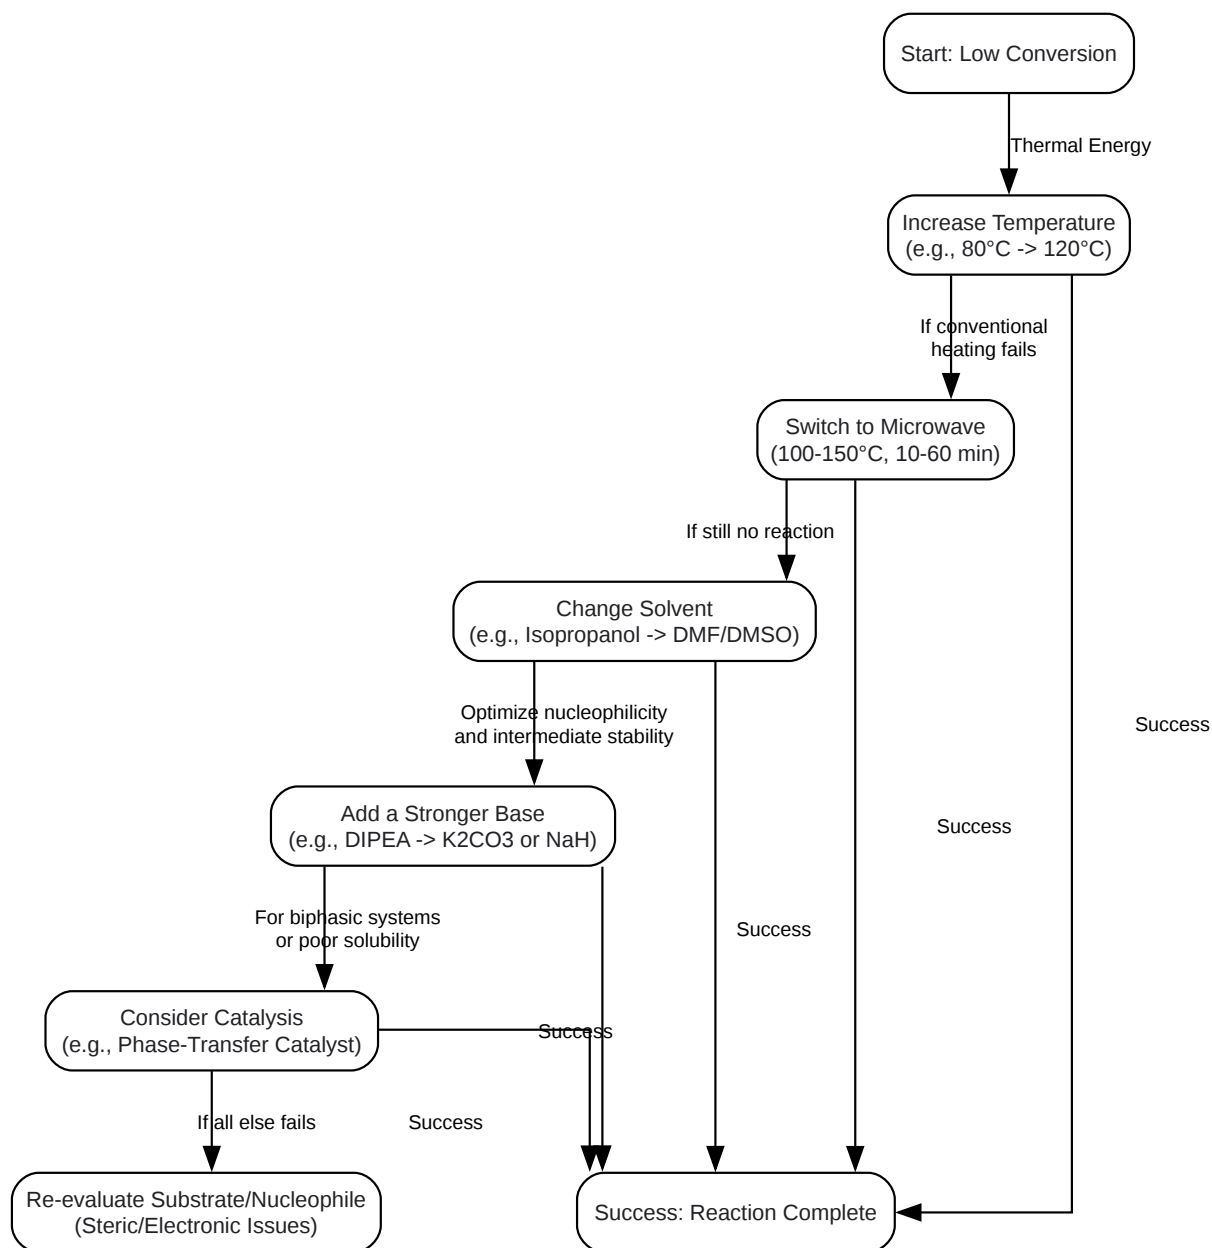 Start: Low Conversion
Thermal Energy
Increase Temperature
(e.g., 80°C -> 120°C)
If conventional
heating fails
Switch to Microwave
(100-150°C, 10-60 min)
If still no reaction
Change Solvent
(e.g., Isopropanol -> DMF/DMSO)
Optimize nucleophilicity
and intermediate stability
Success
Add a Stronger Base
(e.g., DIPEA -> K2CO3 or NaH)
Success
For biphasic systems
or poor solubility
Success
Consider Catalysis
(e.g., Phase-Transfer Catalyst)
Success
If all else fails
Success
Re-evaluate Substrate/Nucleophile
(Steric/Electronic Issues)
Success: Reaction Complete